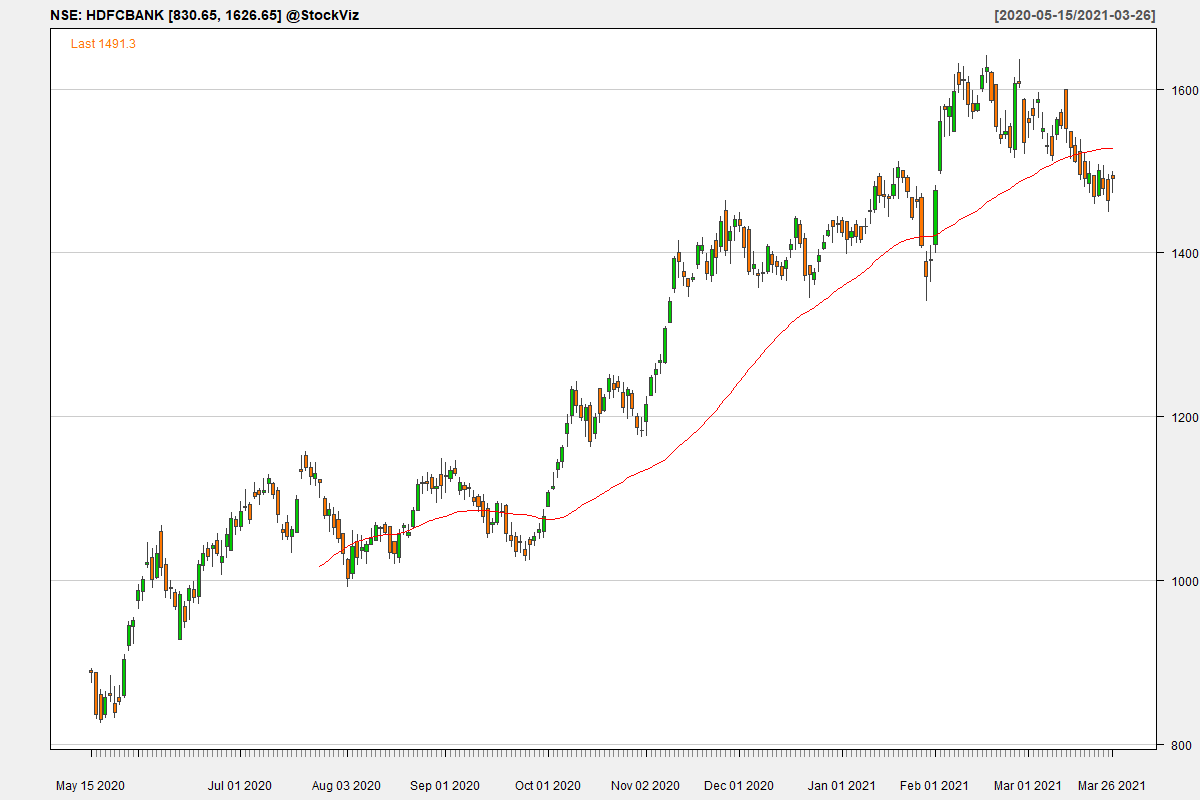 NSE: HDFCBANK [830.65, 1626.65] @StockViz [2020-05-15/2021-03-26]
Last 1491.3
1600
1500
1400
1200
1000
800
May 15 2020 Jul 01 2020 Aug 03 2020 Sep 01 2020 Oct 01 2020 Nov 02 2020 Dec 01 2020 Jan 01 2021 Feb 01 2021 Mar 01 2021 Mar 26 2021